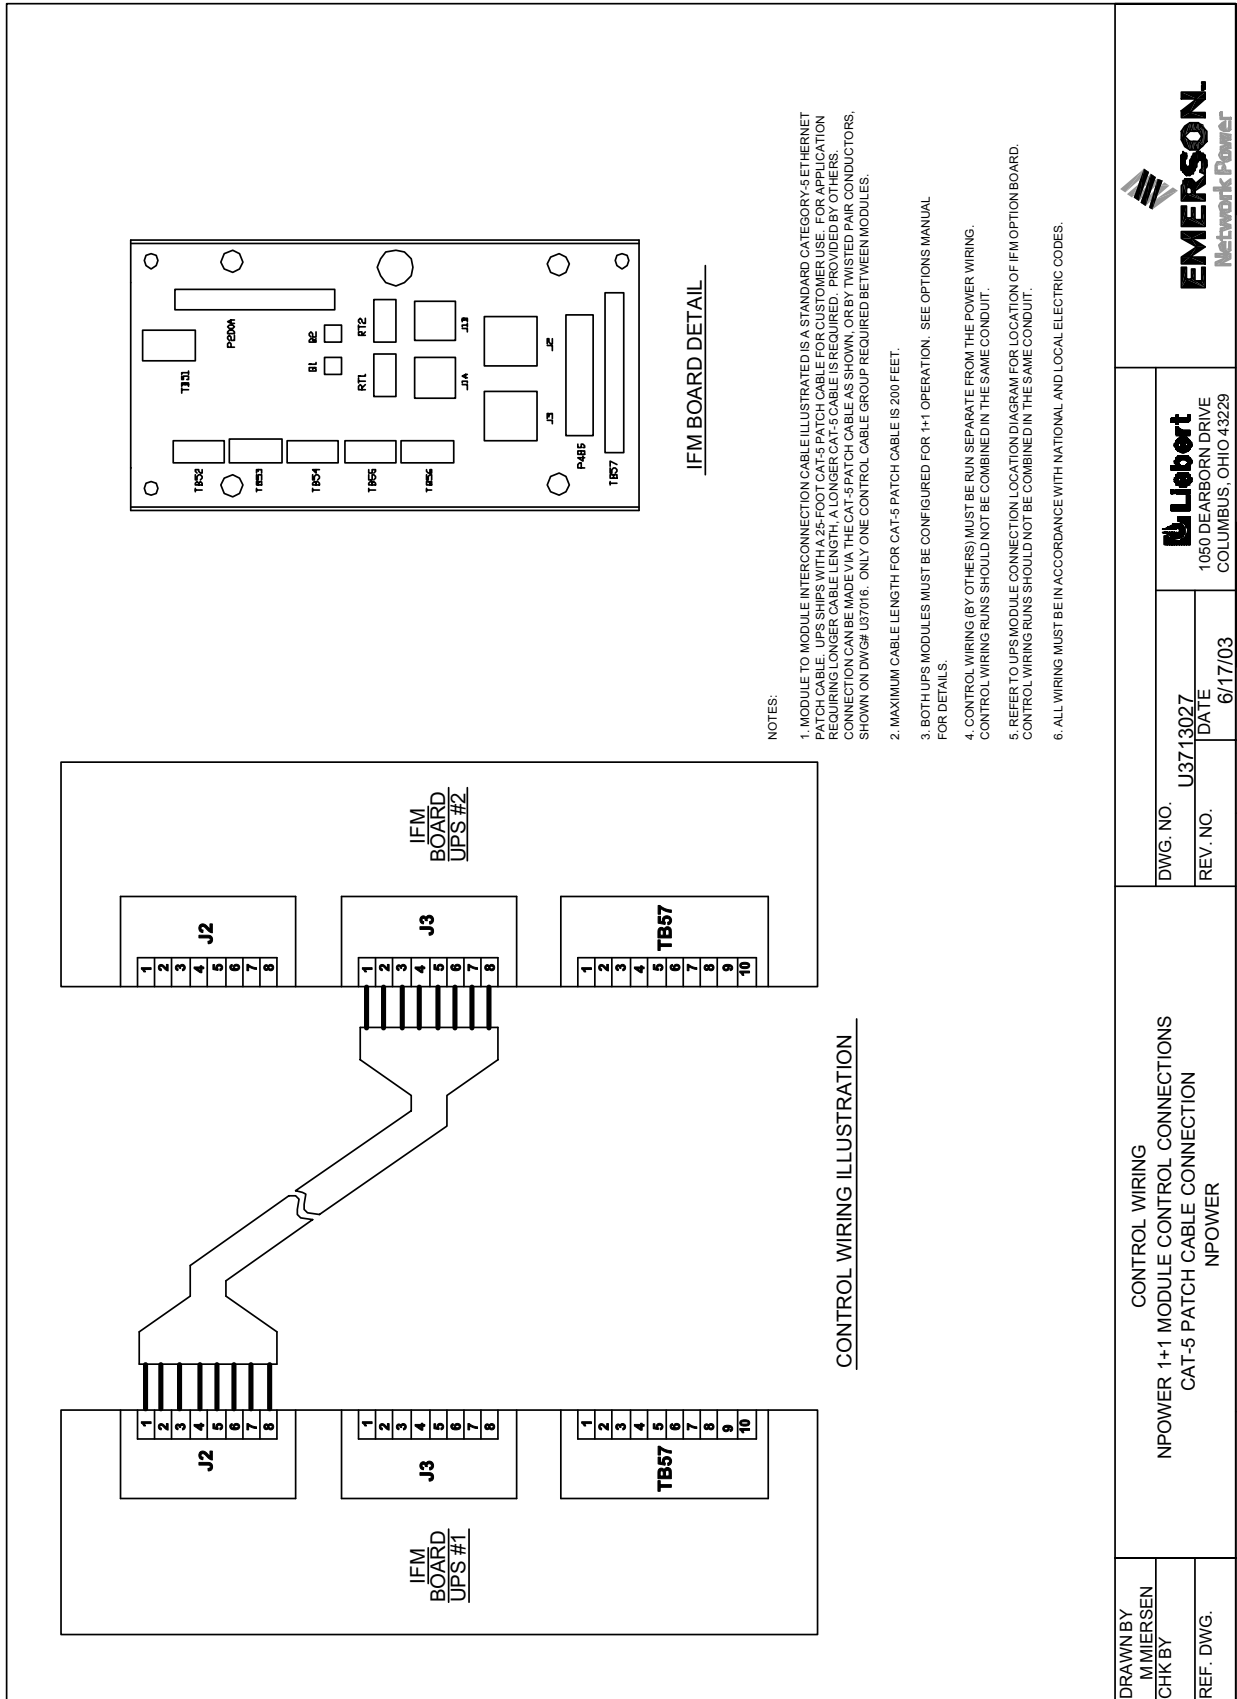 IFM
BOARD
UPS #1
J2
1
2
3
4
5
6
7
8
J3
1
2
3
4
5
6
7
8
TB57
1
2
3
4
5
6
7
8
9
10
IFM
BOARD
UPS #2
J2
1
2
3
4
5
6
7
8
J3
1
2
3
4
5
6
7
8
TB57
1
2
3
4
5
6
7
8
9
10
CONTROL WIRING ILLUSTRATION
TB51
P200A
TB52
TB53
TB54
TB55
TB56
RT1
RT2
J3
J2
P485
TB57
IFM BOARD DETAIL
NOTES:
1. MODULE TO MODULE INTERCONNECTION CABLE ILLUSTRATED IS A STANDARD CATEGORY-5 ETHERNET
PATCH CABLE. UPS SHIPS WITH A 25-FOOT CAT-5 PATCH CABLE FOR CUSTOMER USE. FOR APPLICATION
REQUIRING LONGER CABLE LENGTH, A LONGER CAT-5 CABLE IS REQUIRED. PROVIDED BY OTHERS.
CONNECTION CAN BE MADE VIA THE CAT-5 PATCH CABLE AS SHOWN, OR BY TWISTED PAIR CONDUCTORS,
SHOWN ON DWG# U37016. ONLY ONE CONTROL CABLE GROUP REQUIRED BETWEEN MODULES.
2. MAXIMUM CABLE LENGTH FOR CAT-5 PATCH CABLE IS 200 FEET.
3. BOTH UPS MODULES MUST BE CONFIGURED FOR 1+1 OPERATION. SEE OPTIONS MANUAL
FOR DETAILS.
4. CONTROL WIRING (BY OTHERS) MUST BE RUN SEPARATE FROM THE POWER WIRING.
CONTROL WIRING RUNS SHOULD NOT BE COMBINED IN THE SAME CONDUIT.
5. REFER TO UPS MODULE CONNECTION LOCATION DIAGRAM FOR LOCATION OF IFM OPTION BOARD.
CONTROL WIRING RUNS SHOULD NOT BE COMBINED IN THE SAME CONDUIT.
6. ALL WIRING MUST BE IN ACCORDANCE WITH NATIONAL AND LOCAL ELECTRIC CODES.
DRAWN BY
M MIERSEN
CHK BY
REF. DWG.
CONTROL WIRING
NPOWER 1+1 MODULE CONTROL CONNECTIONS
CAT-5 PATCH CABLE CONNECTION
NPOWER
DWG. NO.
U3713027
REV. NO.
DATE
6/17/03
Liebert
1050 DEARBORN DRIVE
COLUMBUS, OHIO 43229
EMERSON.
Network Power